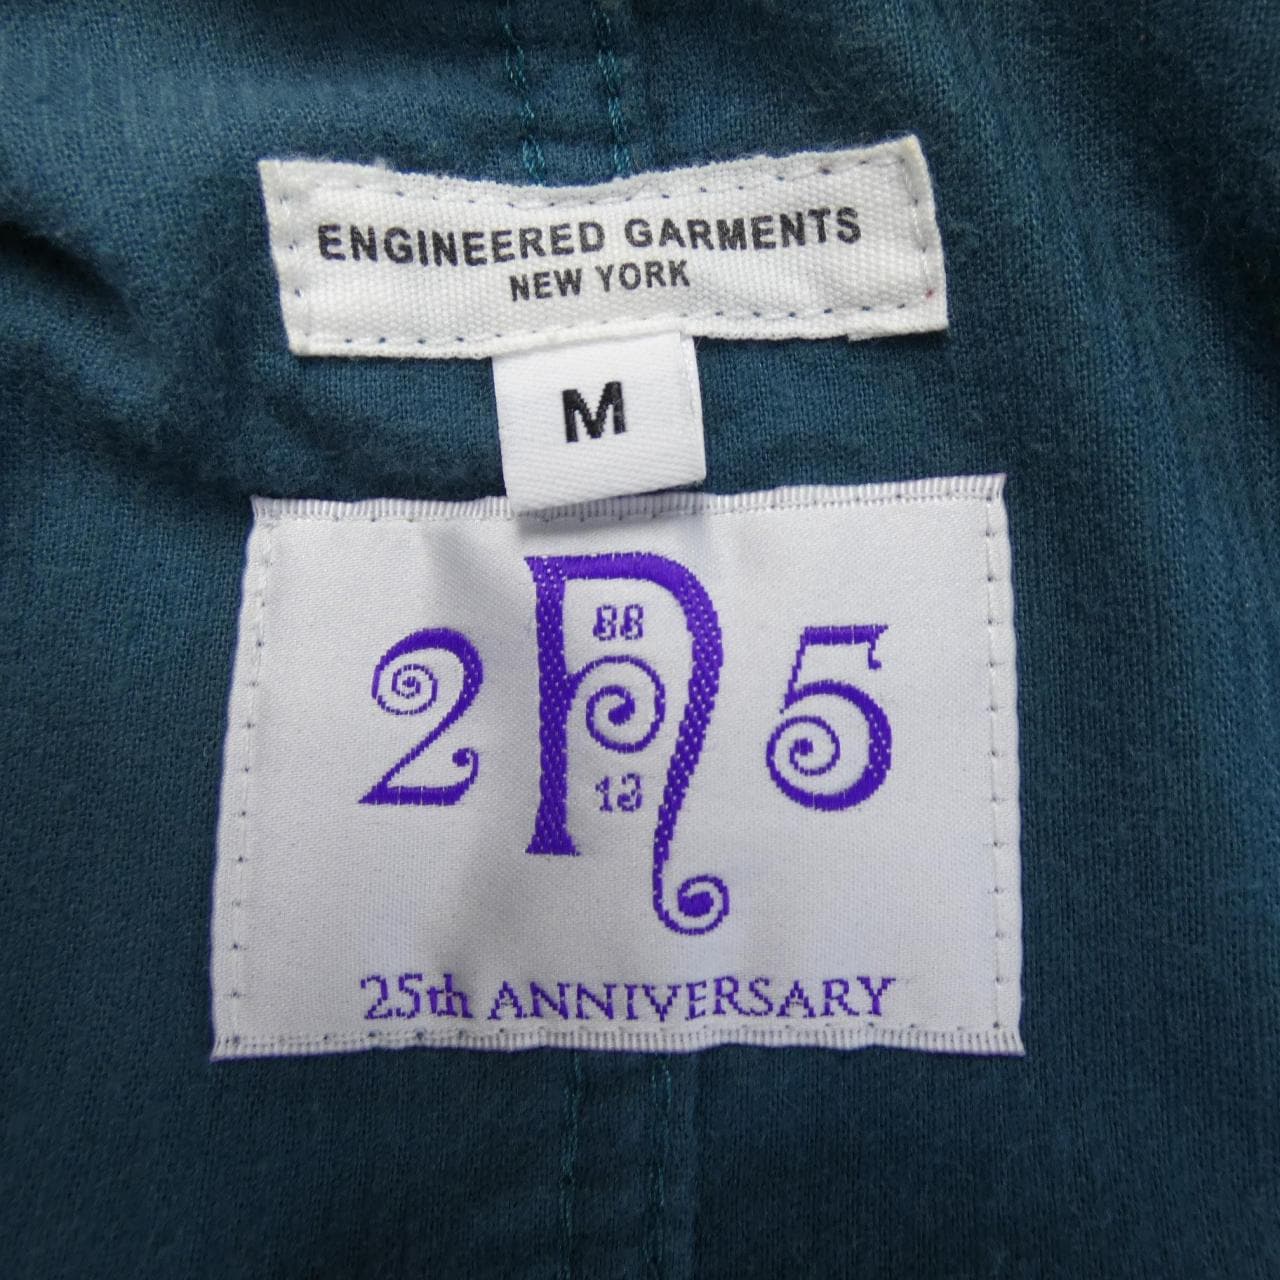 ENGINEERED GARMENTS
NEW YORK
M
88
2 n 5
13
25th ANNIVERSARY